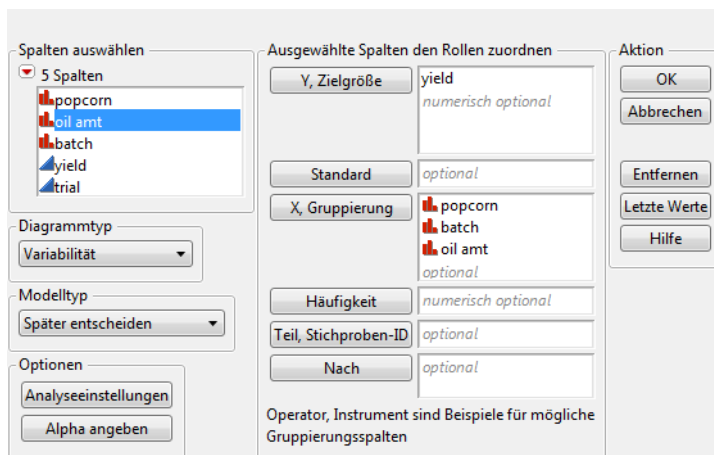 Spalten auswählen
5 Spalten
popcorn
oil amt
batch
yield
trial
Diagrammtyp
Variabilität
Modelltyp
Später entscheiden
Optionen
Analyseeinstellungen
Alpha angeben
Ausgewählte Spalten den Rollen zuordnen
Y, Zielgröße
yield
numerisch optional
Standard
optional
X, Gruppierung
popcorn
batch
oil amt
optional
Häufigkeit
numerisch optional
Teil, Stichproben-ID
optional
Nach
optional
Operator, Instrument sind Beispiele für mögliche
Gruppierungsspalten
Aktion
OK
Abbrechen
Entfernen
Letzte Werte
Hilfe